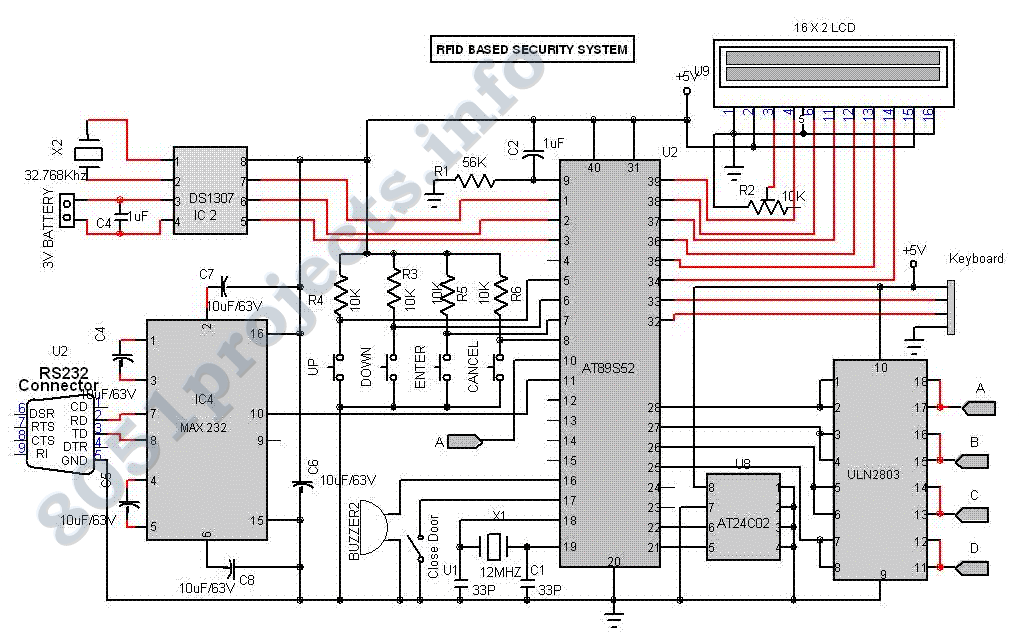 16 X 2 LCD
RFID BASED SECURITY SYSTEM
+5V
U9
1 2 3 4 5 6 11 12 13 14 15 16
X2
32.768Khz
3V BATTERY
C4
1uF
DS1307
IC 2
1 2 3 4
8 7 6 5
C2
1uF
R1
56K
U2
R2
10K
AT89S52
40 31
9
1
2
3
4
5
6
7
8
10
11
12
13
14
15
16
17
18
19
20
39
38
37
36
35
34
33
32
28
27
26
25
24
23
22
21
+5V
Keyboard
C7
10uF/63V
R4
10K
R3
10K
10K
R5
10K
R6
UP
DOWN
ENTER
CANCEL
C4
10uF/63V
U2
RS232
Connector
CD
DSR
RD
RTS
TD
CTS
DTR
RI
GND
6 7 8 9
1 2 3 4 5
IC4
MAX 232
2
1
3
7
8
4
5
6
16
10
9
15
C5
10uF/63V
C6
10uF/63V
C8
10uF/63V
A
BUZZER2
Close Door
X1
12MHZ
U1
33P
C1
33P
U8
AT24C02
8 7 6 5
1 2 3 4
ULN2803
10
1 2 3 4 5 6 7 8
9
18 17 16 15 14 13 12 11
A
B
C
D
8051projects.info